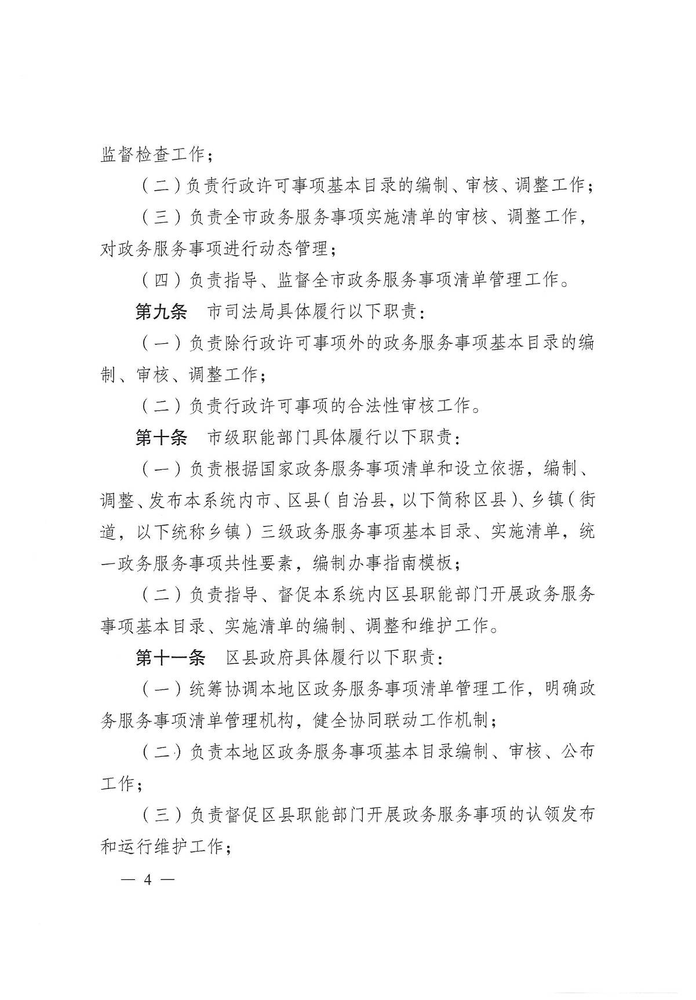 监督检查工作；
（二）负责行政许可事项基本目录的编制、审核、调整工作；
（三）负责全市政务服务事项实施清单的审核、调整工作，
对政务服务事项进行动态管理；
（四）负责指导、监督全市政务服务事项清单管理工作。
第九条　市司法局具体履行以下职责：
（一）负责除行政许可事项外的政务服务事项基本目录的编
制、审核、调整工作；
（二）负责行政许可事项的合法性审核工作。
第十条　市级职能部门具体履行以下职责：
（一）负责根据国家政务服务事项清单和设立依据，编制、
调整、发布本系统内市、区县（自治县，以下简称区县）、乡镇（街
道，以下统称乡镇）三级政务服务事项基本目录、实施清单，统
一政务服务事项共性要素，编制办事指南模板；
（二）负责指导、督促本系统内区县职能部门开展政务服务
事项基本目录、实施清单的编制、调整和维护工作。
第十一条　区县政府具体履行以下职责：
（一）统筹协调本地区政务服务事项清单管理工作，明确政
务服务事项清单管理机构，健全协同联动工作机制；
（二）负责本地区政务服务事项基本目录编制、审核、公布
工作；
（三）负责督促区县职能部门开展政务服务事项的认领发布
和运行维护工作；
— 4 —